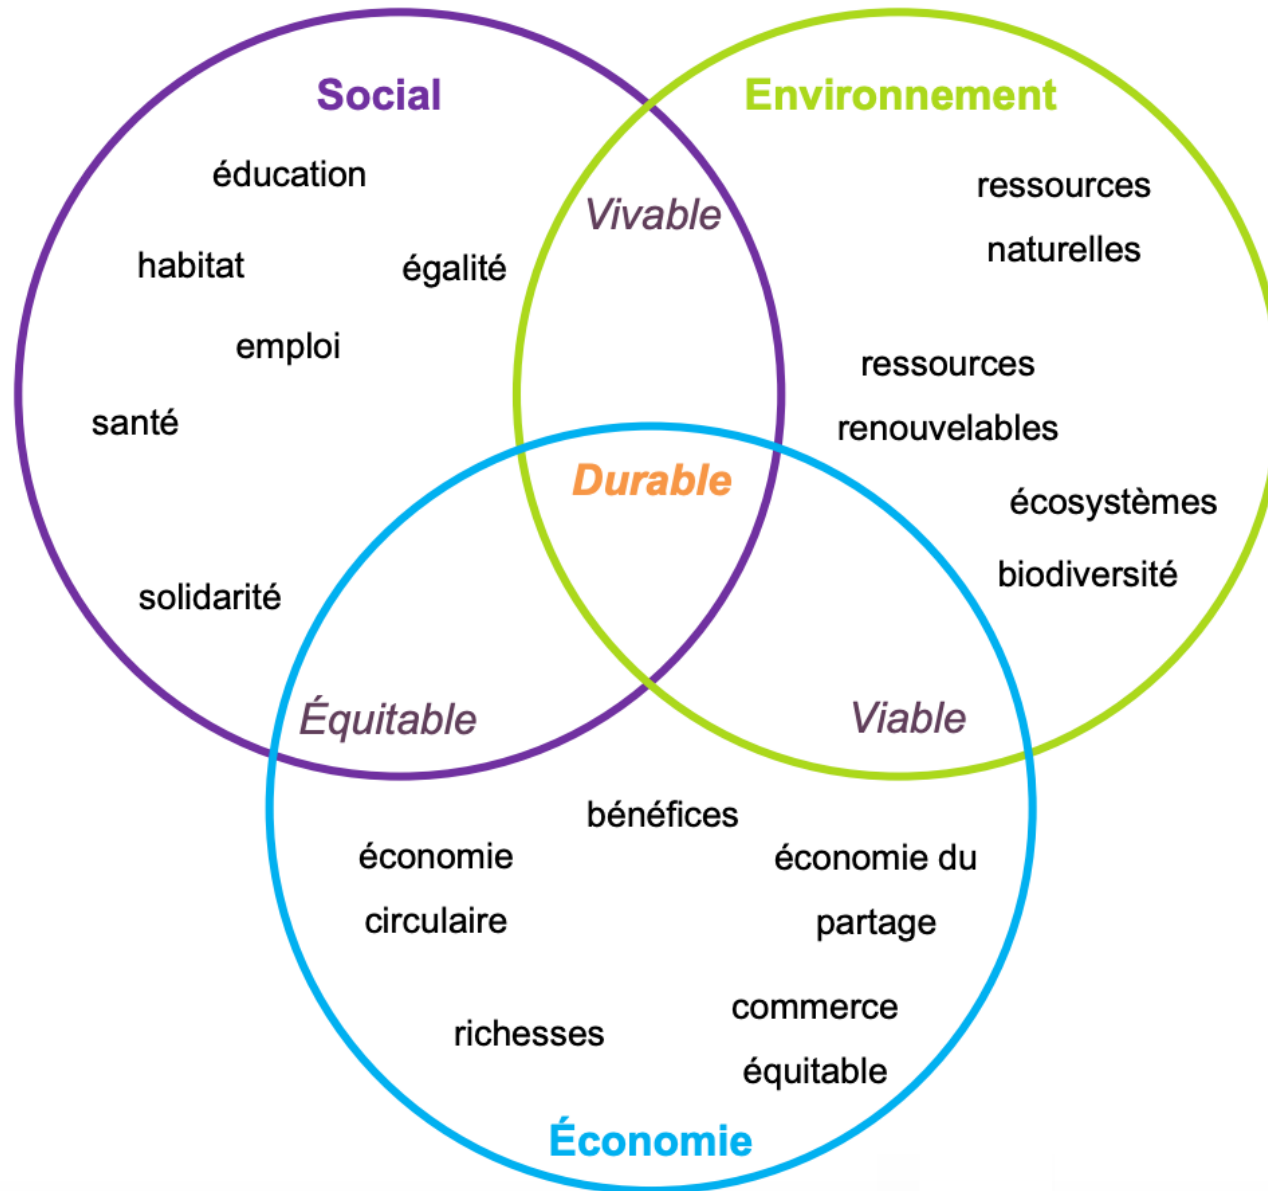 Social
éducation
habitat
égalité
emploi
santé
solidarité
Vivable
Environnement
ressources
naturelles
ressources
renouvelables
écosystèmes
biodiversité
Durable
Équitable
Viable
bénéfices
économie
circulaire
économie du
partage
richesses
commerce
équitable
Économie